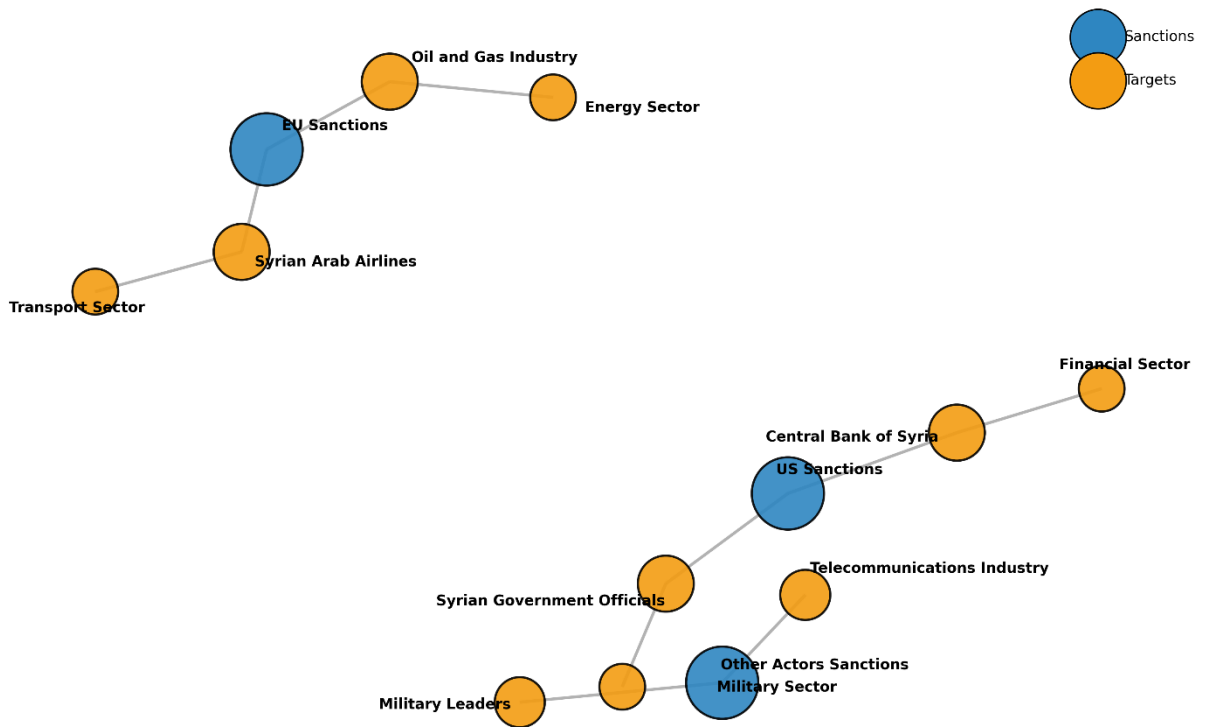 Sanctions
Oil and Gas Industry
Targets
Energy Sector
EU Sanctions
Syrian Arab Airlines
Transport Sector
Financial Sector
Central Bank of Syria
US Sanctions
Telecommunications Industry
Syrian Government Officials
Other Actors Sanctions
Military Sector
Military Leaders